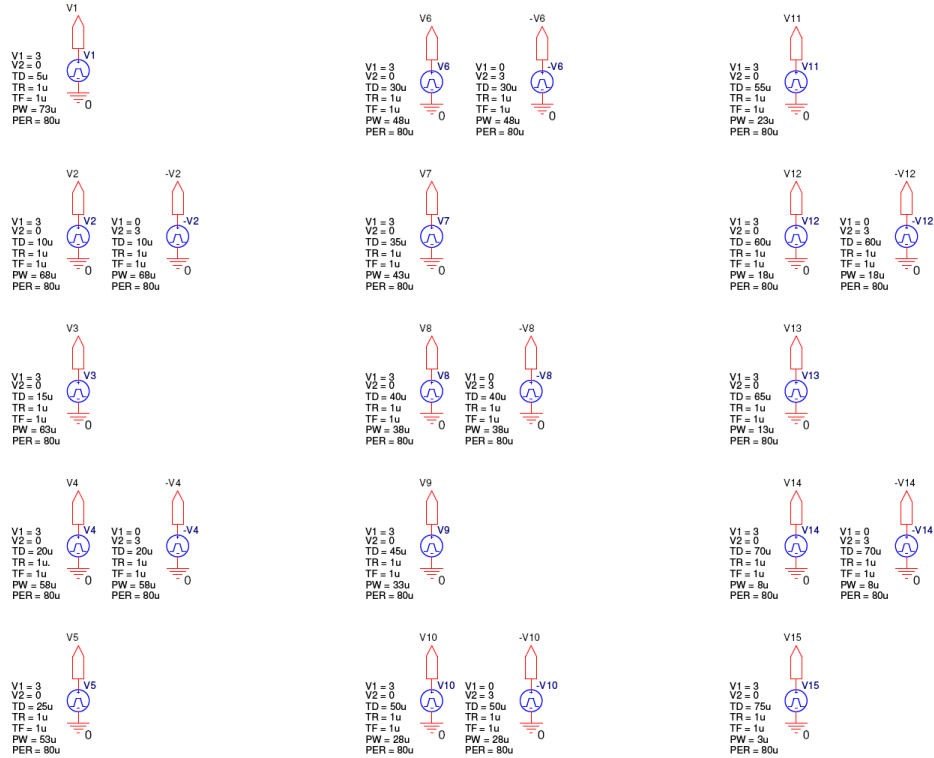 V1
V1
V1 = 3
V2 = 0
TD = 5u
TR = 1u
TF = 1u
PW = 73u
PER = 80u
0
V6
V6
V1 = 3
V2 = 0
TD = 30u
TR = 1u
TF = 1u
PW = 48u
PER = 80u
0
-V6
-V6
V1 = 0
V2 = 3
TD = 30u
TR = 1u
TF = 1u
PW = 48u
PER = 80u
0
V11
V11
V1 = 3
V2 = 0
TD = 55u
TR = 1u
TF = 1u
PW = 23u
PER = 80u
0
V2
V2
V1 = 3
V2 = 0
TD = 10u
TR = 1u
TF = 1u
PW = 68u
PER = 80u
0
-V2
-V2
V1 = 0
V2 = 3
TD = 10u
TR = 1u
TF = 1u
PW = 68u
PER = 80u
0
V7
V7
V1 = 3
V2 = 0
TD = 35u
TR = 1u
TF = 1u
PW = 43u
PER = 80u
0
V12
V12
V1 = 3
V2 = 0
TD = 60u
TR = 1u
TF = 1u
PW = 18u
PER = 80u
0
-V12
-V12
V1 = 0
V2 = 3
TD = 60u
TR = 1u
TF = 1u
PW = 18u
PER = 80u
0
V3
V3
V1 = 3
V2 = 0
TD = 15u
TR = 1u
TF = 1u
PW = 63u
PER = 80u
0
V8
V8
V1 = 3
V2 = 0
TD = 40u
TR = 1u
TF = 1u
PW = 38u
PER = 80u
0
-V8
-V8
V1 = 0
V2 = 3
TD = 40u
TR = 1u
TF = 1u
PW = 38u
PER = 80u
0
V13
V13
V1 = 3
V2 = 0
TD = 65u
TR = 1u
TF = 1u
PW = 13u
PER = 80u
0
V4
V4
V1 = 3
V2 = 0
TD = 20u
TR = 1u.
TF = 1u
PW = 58u
PER = 80u
0
-V4
-V4
V1 = 0
V2 = 3
TD = 20u
TR = 1u
TF = 1u
PW = 58u
PER = 80u
0
V9
V9
V1 = 3
V2 = 0
TD = 45u
TR = 1u
TF = 1u
PW = 33u
PER = 80u
0
V14
V14
V1 = 3
V2 = 0
TD = 70u
TR = 1u
TF = 1u
PW = 8u
PER = 80u
0
-V14
-V14
V1 = 0
V2 = 3
TD = 70u
TR = 1u
TF = 1u
PW = 8u
PER = 80u
0
V5
V5
V1 = 3
V2 = 0
TD = 25u
TR = 1u
TF = 1u
PW = 53u
PER = 80u
0
V10
V10
V1 = 3
V2 = 0
TD = 50u
TR = 1u
TF = 1u
PW = 28u
PER = 80u
0
-V10
-V10
V1 = 0
V2 = 3
TD = 50u
TR = 1u
TF = 1u
PW = 28u
PER = 80u
0
V15
V15
V1 = 3
V2 = 0
TD = 75u
TR = 1u
TF = 1u
PW = 3u
PER = 80u
0